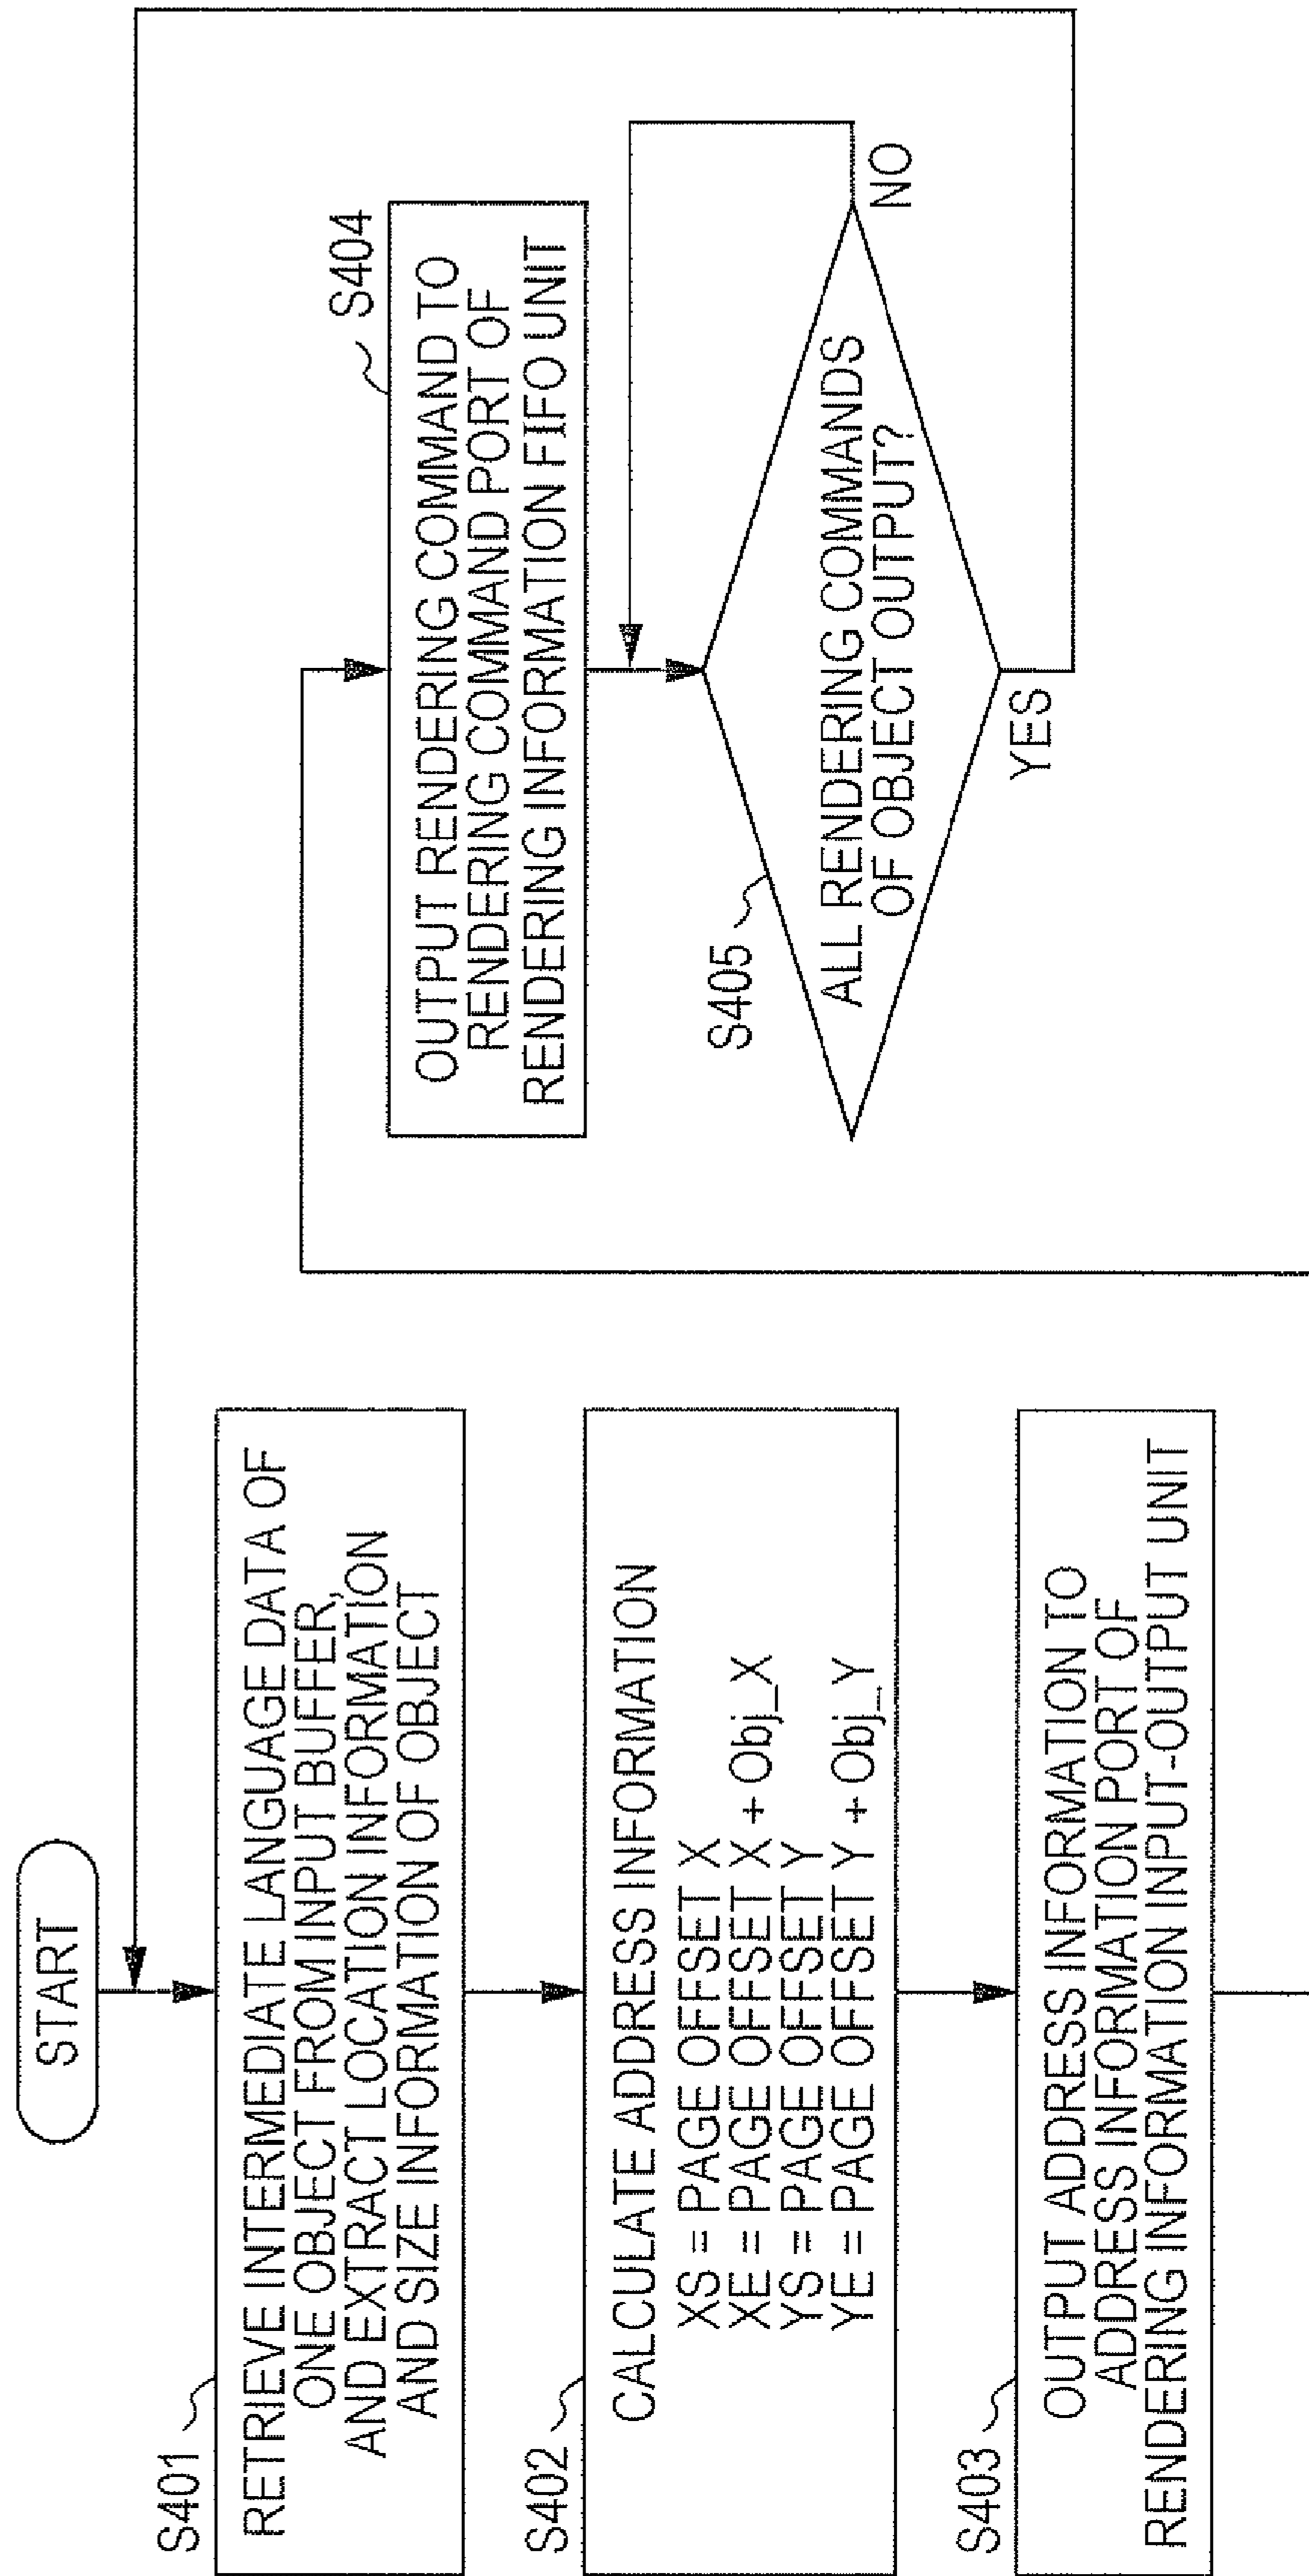 START
S401
RETRIEVE INTERMEDIATE LANGUAGE DATA OF
ONE OBJECT FROM INPUT BUFFER,
AND EXTRACT LOCATION INFORMATION
AND SIZE INFORMATION OF OBJECT
S402
CALCULATE ADDRESS INFORMATION
XS = PAGE OFFSET X
XE = PAGE OFFSET X + Obj_X
YS = PAGE OFFSET Y
YE = PAGE OFFSET Y + Obj_Y
S403
OUTPUT ADDRESS INFORMATION TO
ADDRESS INFORMATION PORT OF
RENDERING INFORMATION INPUT-OUTPUT UNIT
S404
OUTPUT RENDERING COMMAND TO
RENDERING COMMAND PORT OF
RENDERING INFORMATION FIFO UNIT
S405
ALL RENDERING COMMANDS
OF OBJECT OUTPUT?
NO
YES